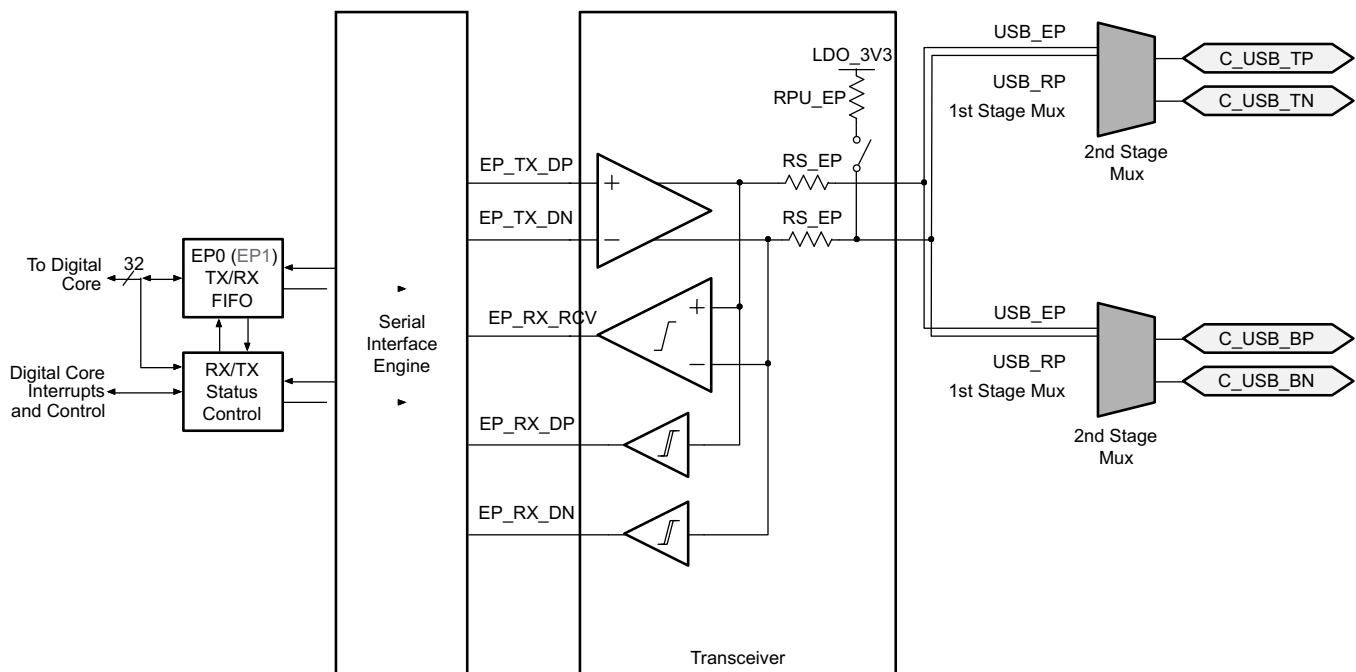 To Digital
Core
32
Digital Core
Interrupts
and Control
EP0 (EP1)
TX/RX
FIFO
RX/TX
Status
Control
Serial
Interface
Engine
EP_TX_DP
EP_TX_DN
EP_RX_RCV
EP_RX_DP
EP_RX_DN
LDO_3V3
RPU_EP
RS_EP
RS_EP
Transceiver
USB_EP
USB_RP
1st Stage Mux
2nd Stage
Mux
C_USB_TP
C_USB_TN
USB_EP
USB_RP
1st Stage Mux
2nd Stage
Mux
C_USB_BP
C_USB_BN